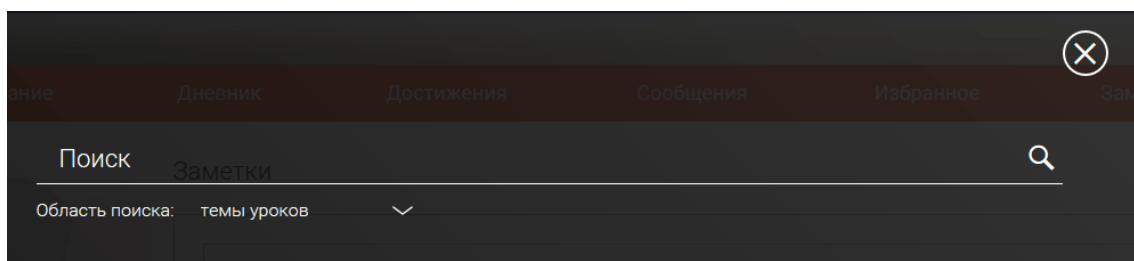 ание Дневник Достижения Сообщения Избранное Зам
Поиск
Заметки
Область поиска: темы уроков